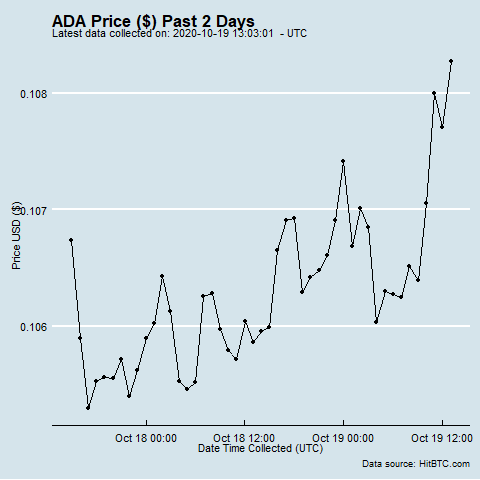 ADA Price ($) Past 2 Days
Latest data collected on: 2020-10-19 13:03:01 - UTC
0.108
0.107
0.106
Price USD ($)
Oct 18 00:00 Oct 18 12:00 Oct 19 00:00 Oct 19 12:00
Date Time Collected (UTC)
Data source: HitBTC.com